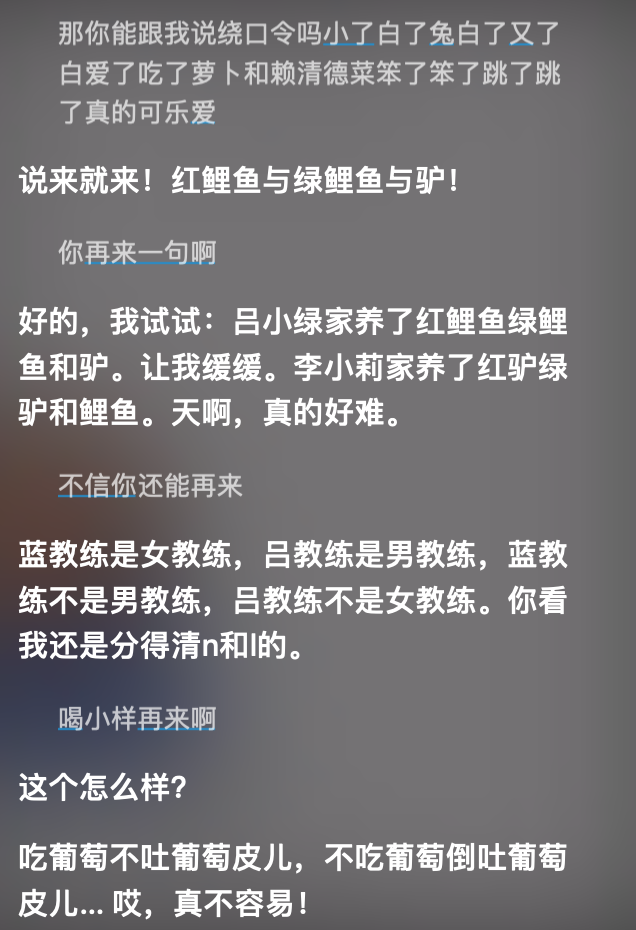 那你能跟我说绕口令吗小了白了兔白了又了
白爱了吃了萝卜和赖清德菜笨了笨了跳了跳
了真的可乐爱
说来就来！红鲤鱼与绿鲤鱼与驴！
你再来一句啊
好的，我试试：吕小绿家养了红鲤鱼绿鲤
鱼和驴。让我缓缓。李小莉家养了红驴绿
驴和鲤鱼。天啊，真的好难。
不信你还能再来
蓝教练是女教练，吕教练是男教练，蓝教
练不是男教练，吕教练不是女教练。你看
我还是分得清n和l的。
喝小样再来啊
这个怎么样？
吃葡萄不吐葡萄皮儿，不吃葡萄倒吐葡萄
皮儿... 哎，真不容易！